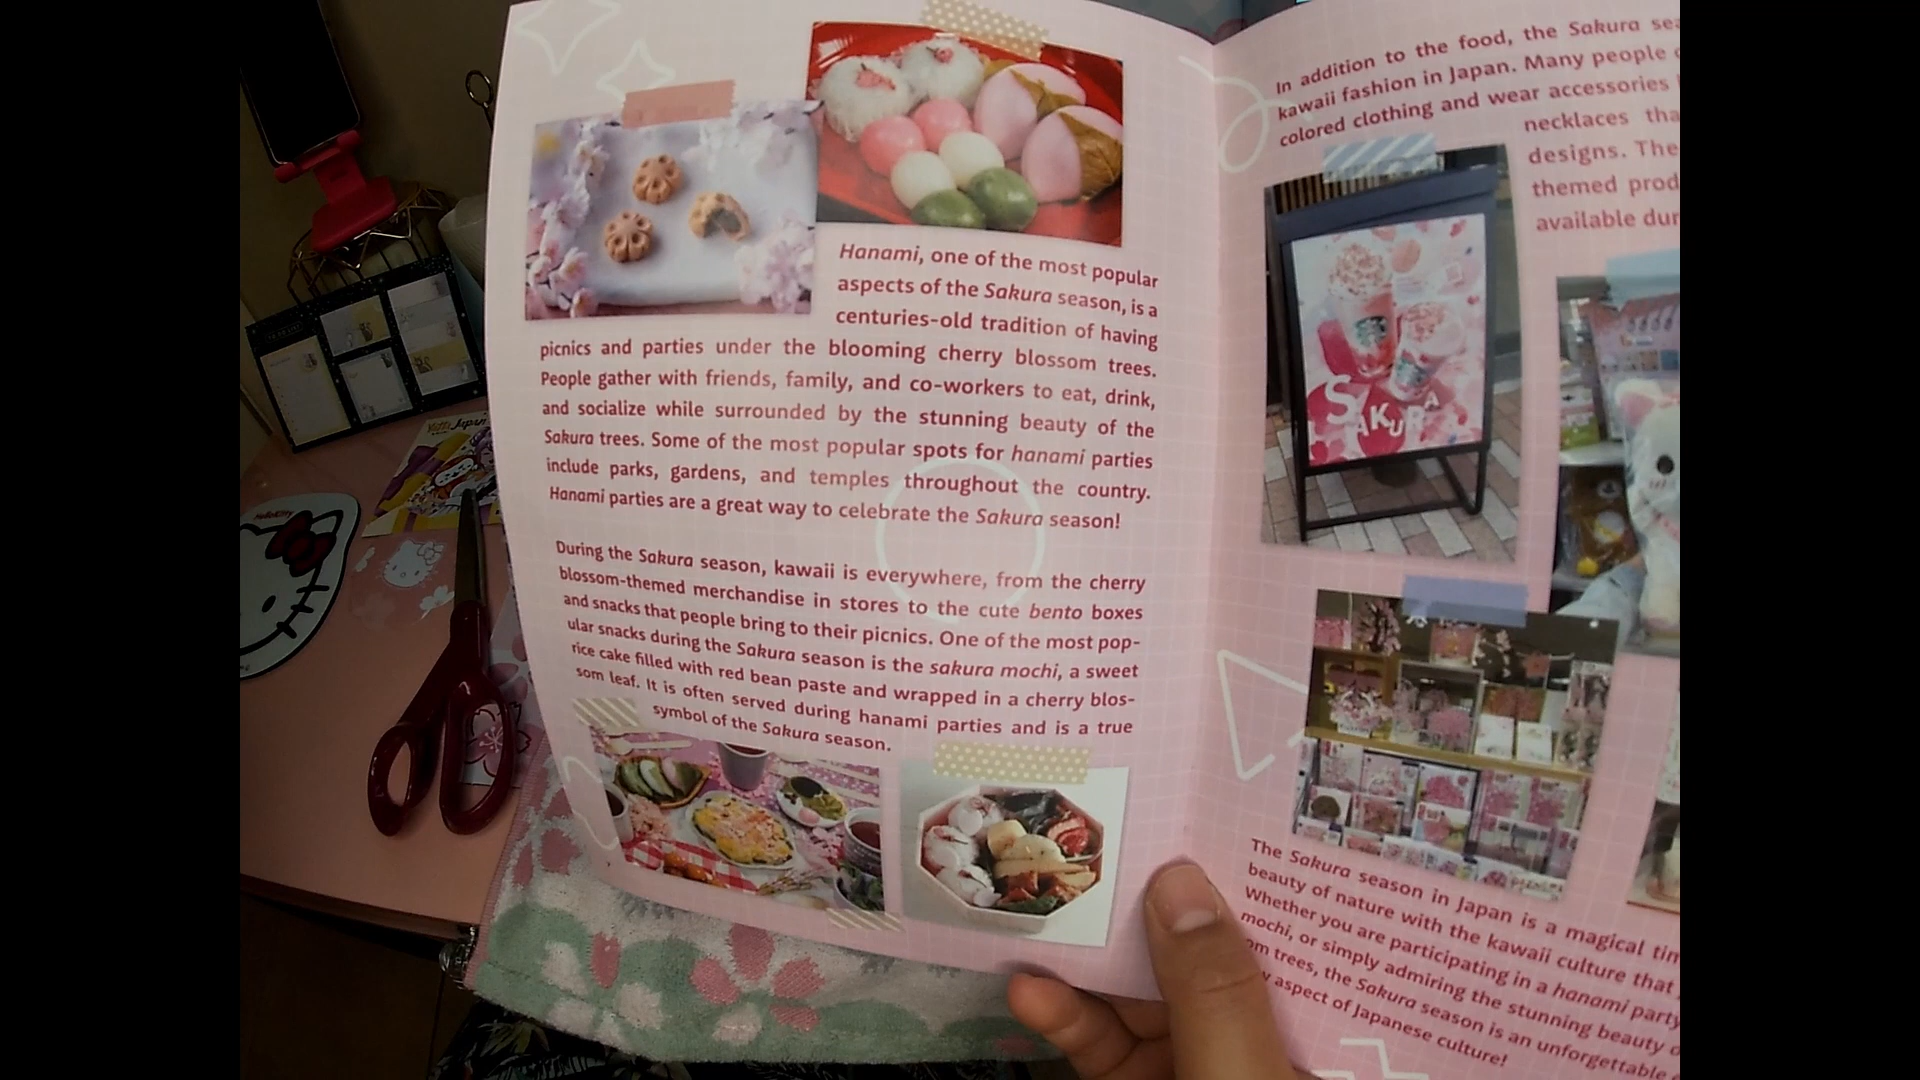 Hanami, one of the most popular
aspects of the Sakura season, is a
centuries-old tradition of having
picnics and parties under the blooming cherry blossom trees.
People gather with friends, family, and co-workers to eat, drink,
and socialize while surrounded by the stunning beauty of the
Sakura trees. Some of the most popular spots for hanami parties
include parks, gardens, and temples throughout the country.
Hanami parties are a great way to celebrate the Sakura season!
During the Sakura season, kawaii is everywhere, from the cherry
blossom-themed merchandise in stores to the cute bento boxes
and snacks that people bring to their picnics. One of the most pop-
ular snacks during the Sakura season is the sakura mochi, a sweet
rice cake filled with red bean paste and wrapped in a cherry blos-
som leaf. It is often served during hanami parties and is a true
symbol of the Sakura season.
In addition to the food, the Sakura
kawaii fashion in Japan. Many people
colored clothing and wear accessories
necklaces
designs. The
themed
available
SAKURA
The Sakura season in Japan is a magical
beauty of nature with the kawaii culture that
Whether you are participating in a hanami party
mochi, or simply admiring the stunning beauty
trees, the Sakura season is an unforgettable
aspect of Japanese culture!
HelloKitty
Japan